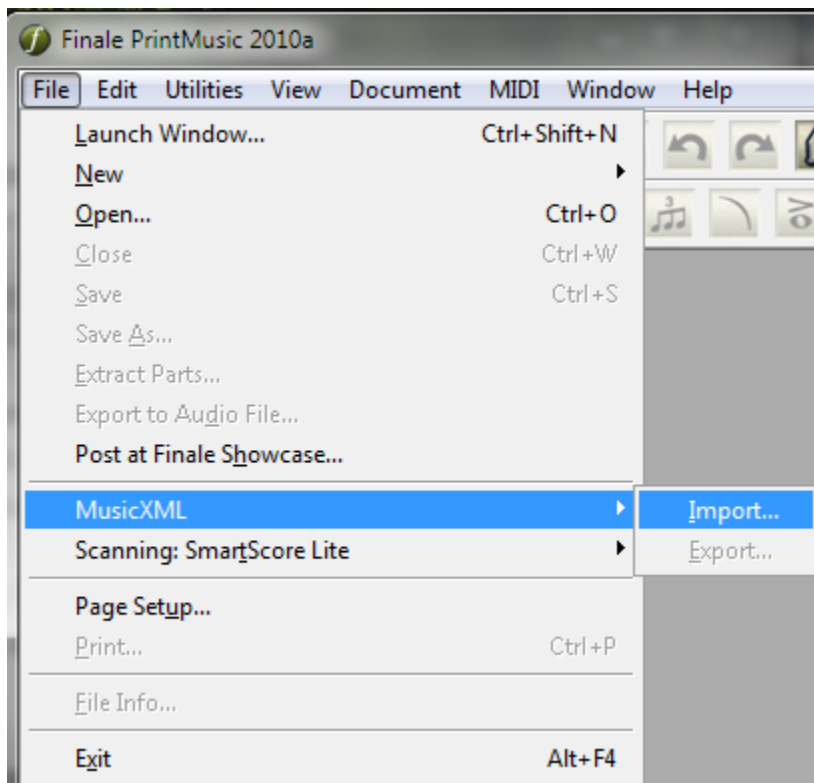 Finale PrintMusic 2010a
File Edit Utilities View Document MIDI Window Help
Launch Window... Ctrl+Shift+N
New
Open... Ctrl+O
Close Ctrl+W
Save Ctrl+S
Save As...
Extract Parts...
Export to Audio File...
Post at Finale Showcase...
MusicXML Import...
Scanning: SmartScore Lite Export...
Page Setup...
Print... Ctrl+P
File Info...
Exit Alt+F4